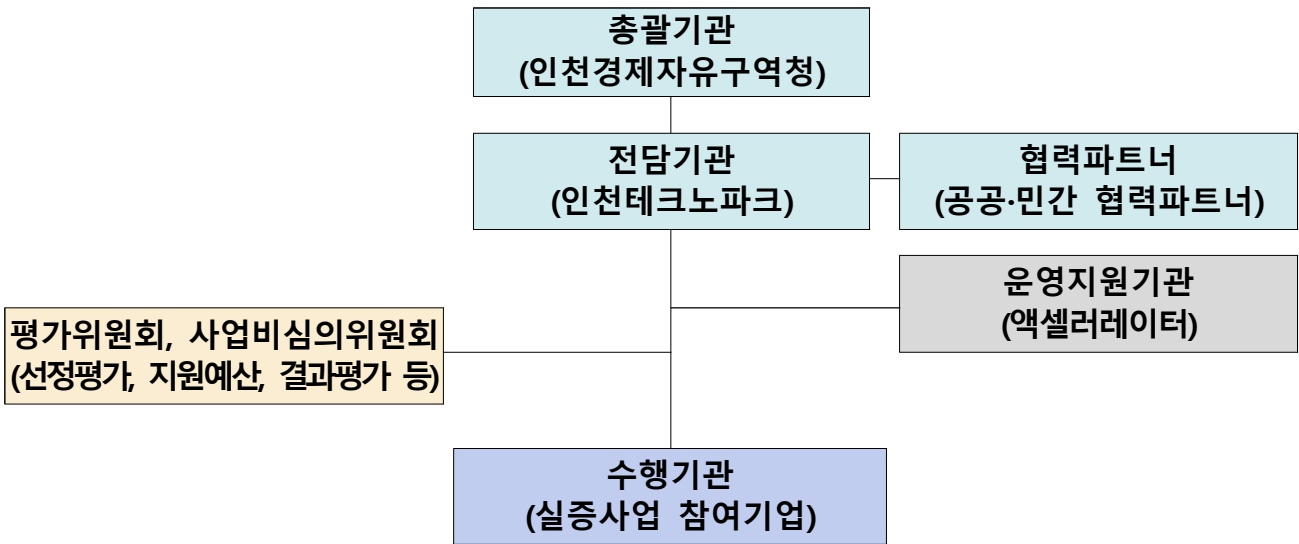 총괄기관
(인천경제자유구역청)
전담기관
(인천테크노파크)
협력파트너
(공공·민간 협력파트너)
운영지원기관
(액셀러레이터)
평가위원회, 사업비심의위원회
(선정평가, 지원예산, 결과평가 등)
수행기관
(실증사업 참여기업)